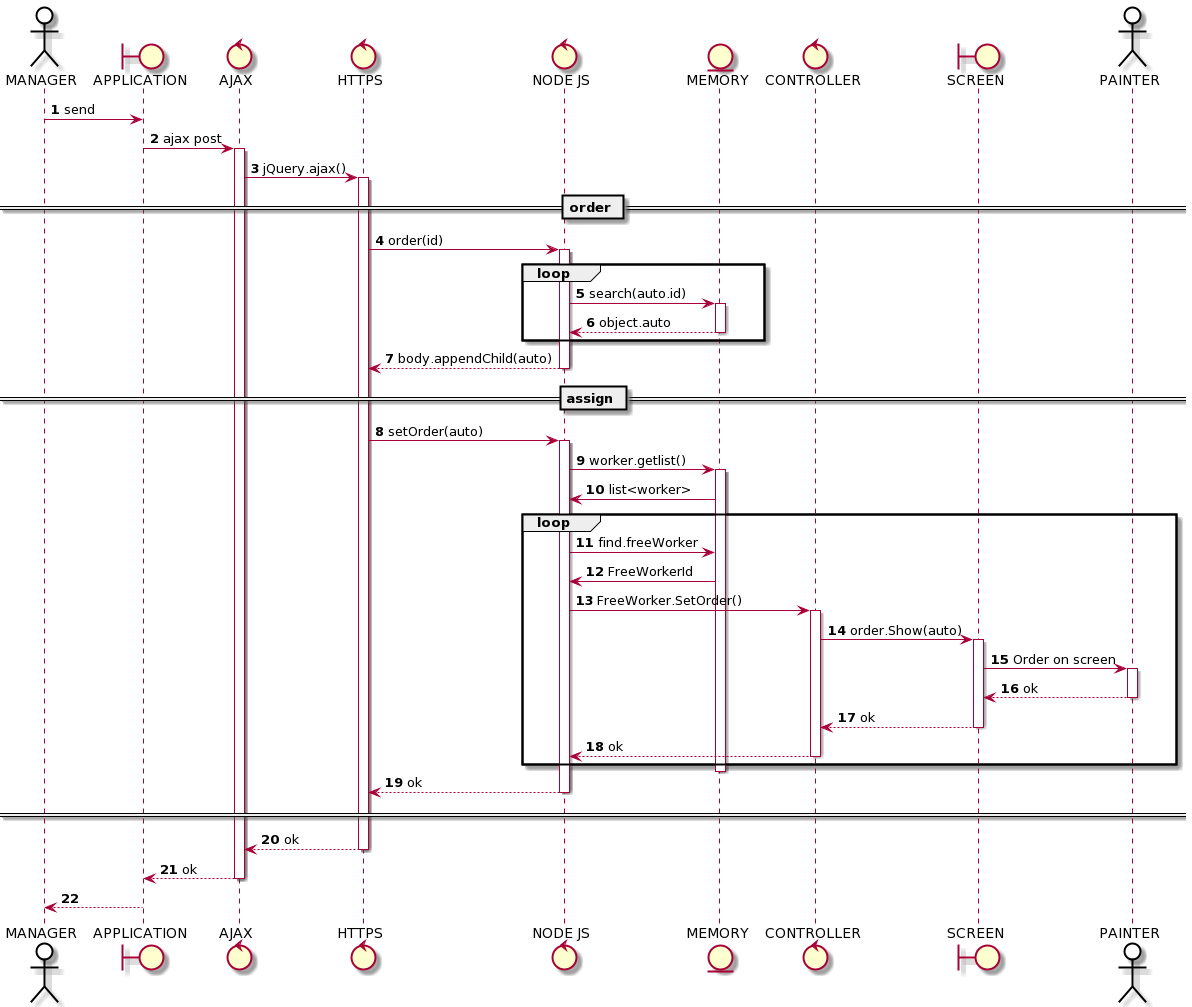 MANAGER APPLICATION AJAX HTTPS NODE JS MEMORY CONTROLLER SCREEN PAINTER
1 send
2 ajax post
3 jQuery.ajax()
order
4 order(id)
loop
5 search(auto.id)
6 object.auto
7 body.appendChild(auto)
assign
8 setOrder(auto)
9 worker.getlist()
10 list<worker>
loop
11 find.freeWorker
12 FreeWorkerId
13 FreeWorker.SetOrder()
14 order.Show(auto)
15 Order on screen
16 ok
17 ok
18 ok
19 ok
20 ok
21 ok
22
MANAGER APPLICATION AJAX HTTPS NODE JS MEMORY CONTROLLER SCREEN PAINTER